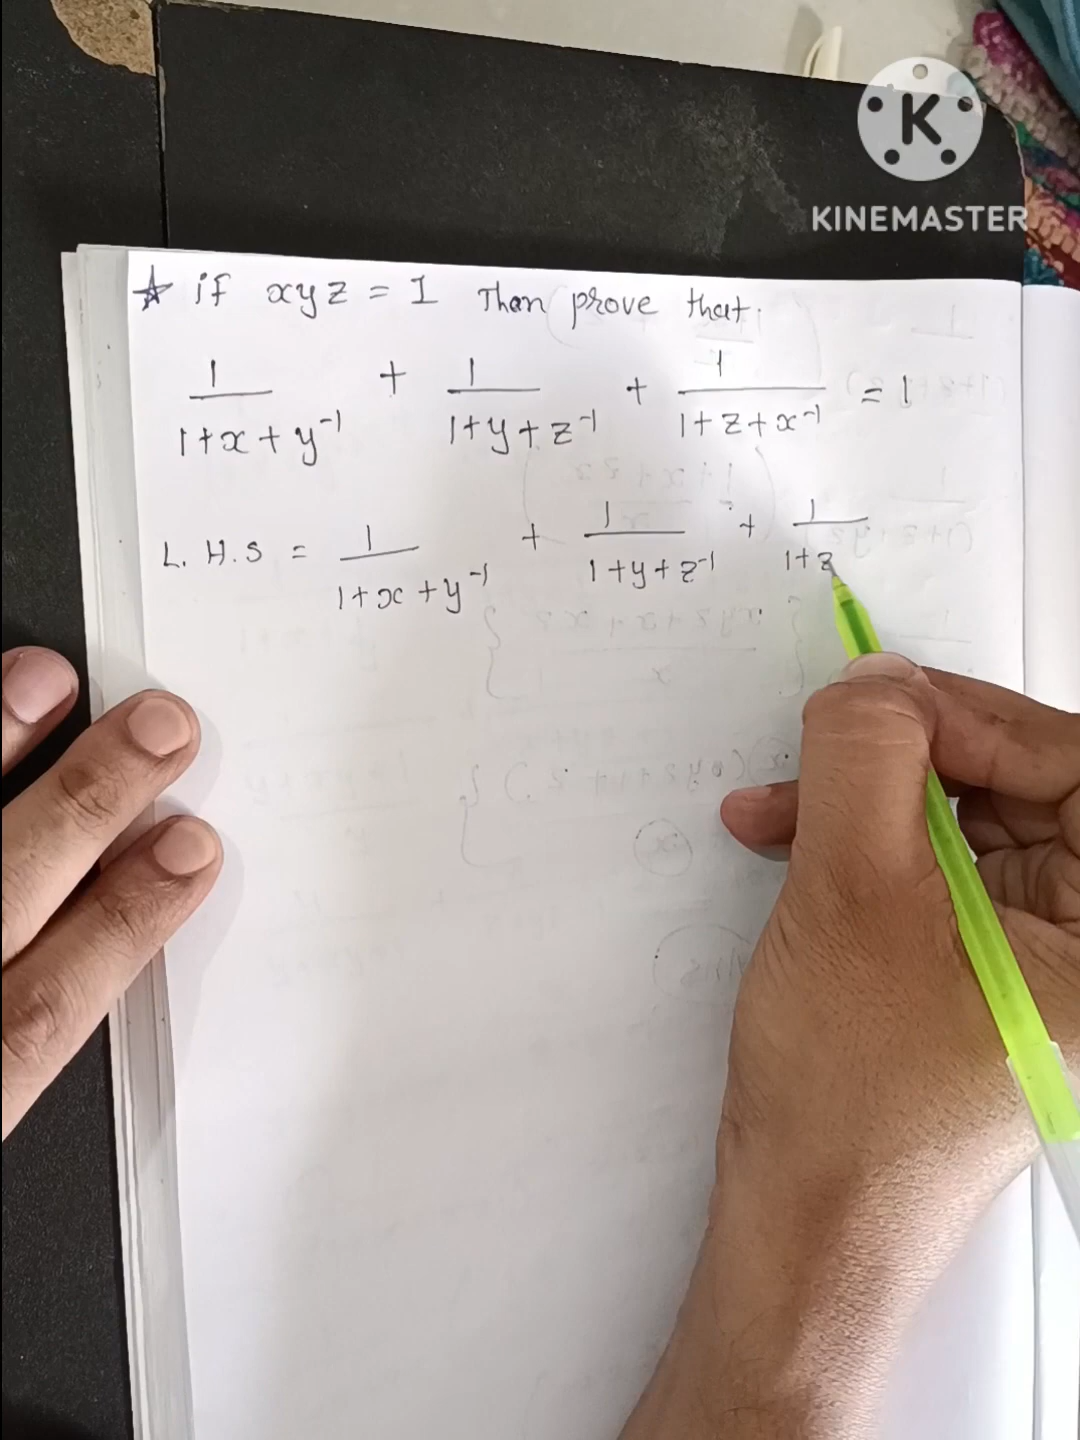 KINEMASTER
☆ if xyz = 1 Then prove that.
1/(1+x+y⁻¹) + 1/(1+y+z⁻¹) + 1/(1+z+x⁻¹) = 1
L.H.S = 1/(1+x+y⁻¹) + 1/(1+y+z⁻¹) + 1/(1+z